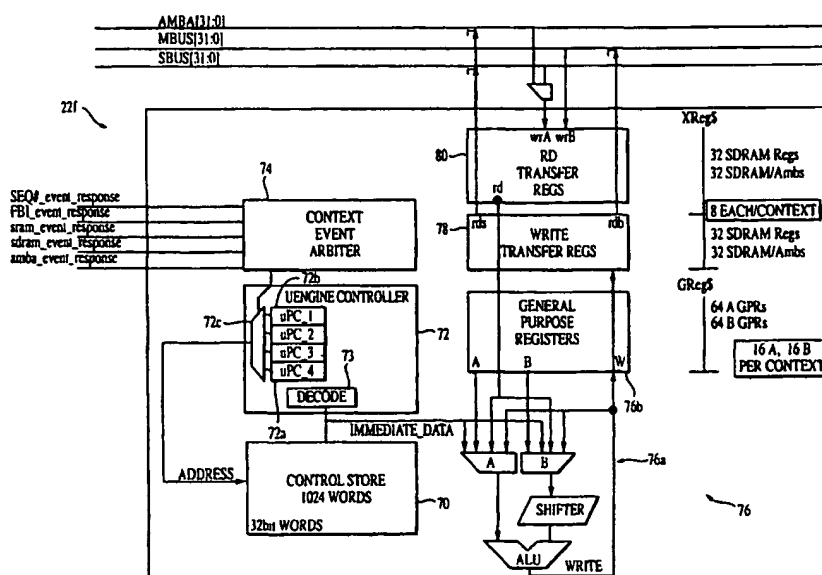 AMBA[31:0]
MBUS[31:0]
SBUS[31:0]
22f
XReg$
wrA wrB
80
RD
TRANSFER
REGS
rd
32 SDRAM Regs
32 SDRAM/Ambs
74
SEQ#_event_response
FBI_event_response
sram_event_response
sdram_event_response
amba_event_response
CONTEXT
EVENT
ARBITER
rds
rdb
78
WRITE
TRANSFER REGS
8 EACH/CONTEXT
32 SDRAM Regs
32 SDRAM/Ambs
GReg$
72b
UENGINE CONTROLLER
72c
uPC_1
uPC_2
uPC_3
uPC_4
72
73
DECODE
72a
GENERAL
PURPOSE
REGISTERS
A
B
W
64 A GPRs
64 B GPRs
16 A, 16 B
PER CONTEXT
76b
IMMEDIATE_DATA
A
B
76a
ADDRESS
CONTROL STORE
1024 WORDS
32bit WORDS
70
SHIFTER
76
ALU
WRITE